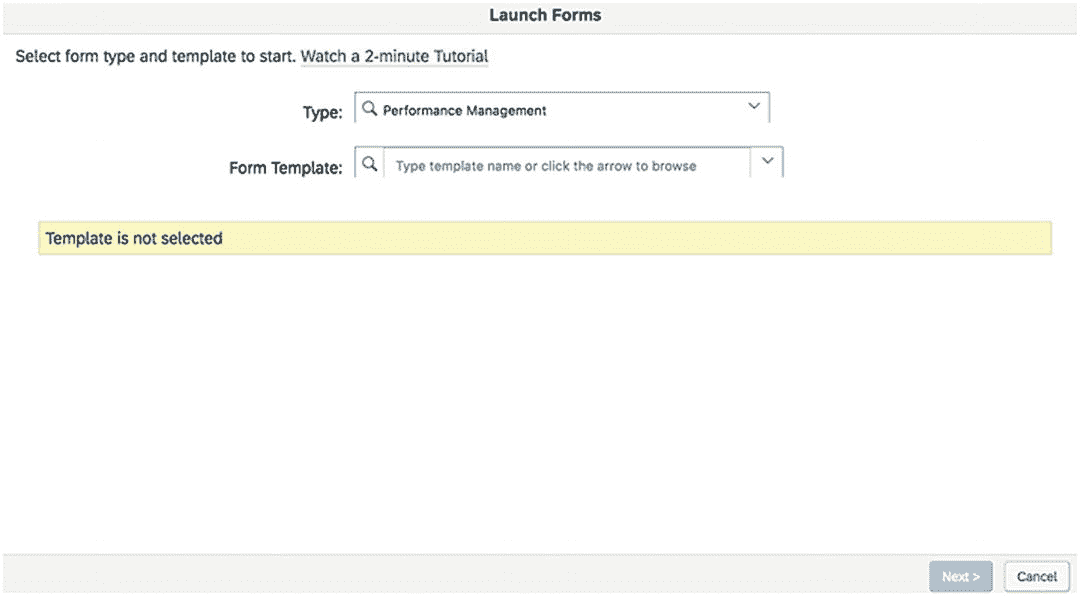 Launch Forms
Select form type and template to start. Watch a 2-minute Tutorial
Type: Performance Management
Form Template: Type template name or click the arrow to browse
Template is not selected
Next > Cancel